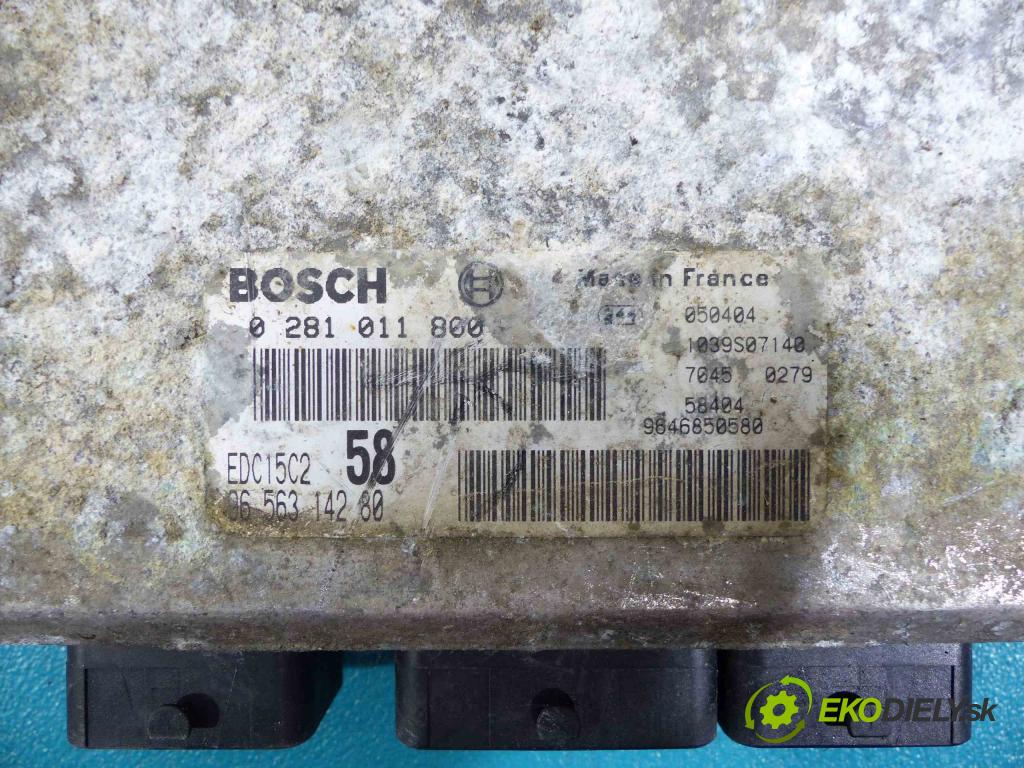 BOSCH
Made in France
0 281 011 800
050404
1039S07140
7045 0279
58404
9646850580
EDC15C2 58
96 563 142 80
EKODIELY.sk